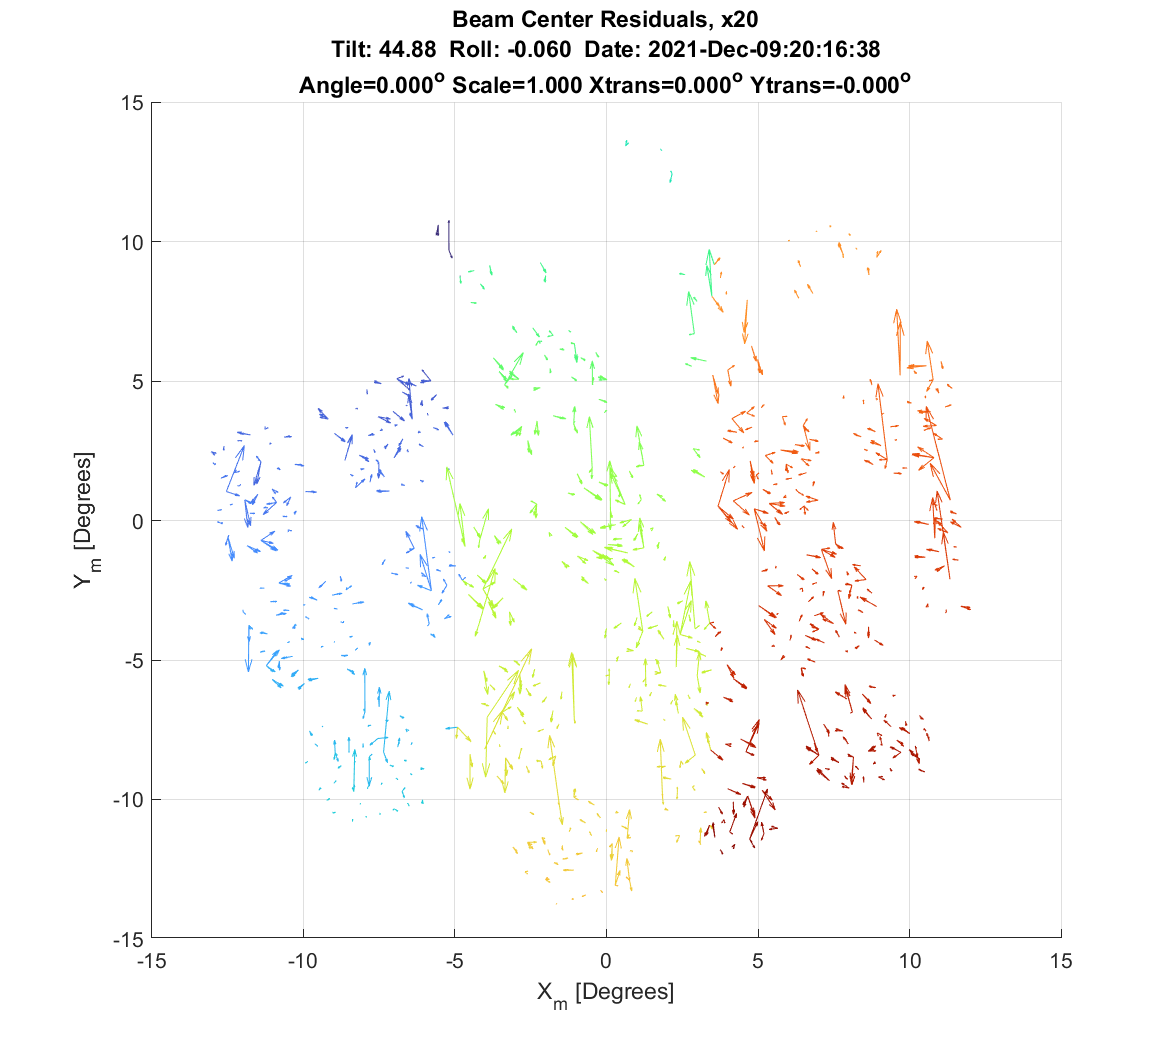 Beam Center Residuals, x20
Tilt: 44.88 Roll: -0.060 Date: 2021-Dec-09:20:16:38
Angle=0.000° Scale=1.000 Xtrans=0.000° Ytrans=-0.000°
15
10
5
0
-5
-10
-15
Y_m [Degrees]
-15
-10
-5
0
5
10
15
X_m [Degrees]